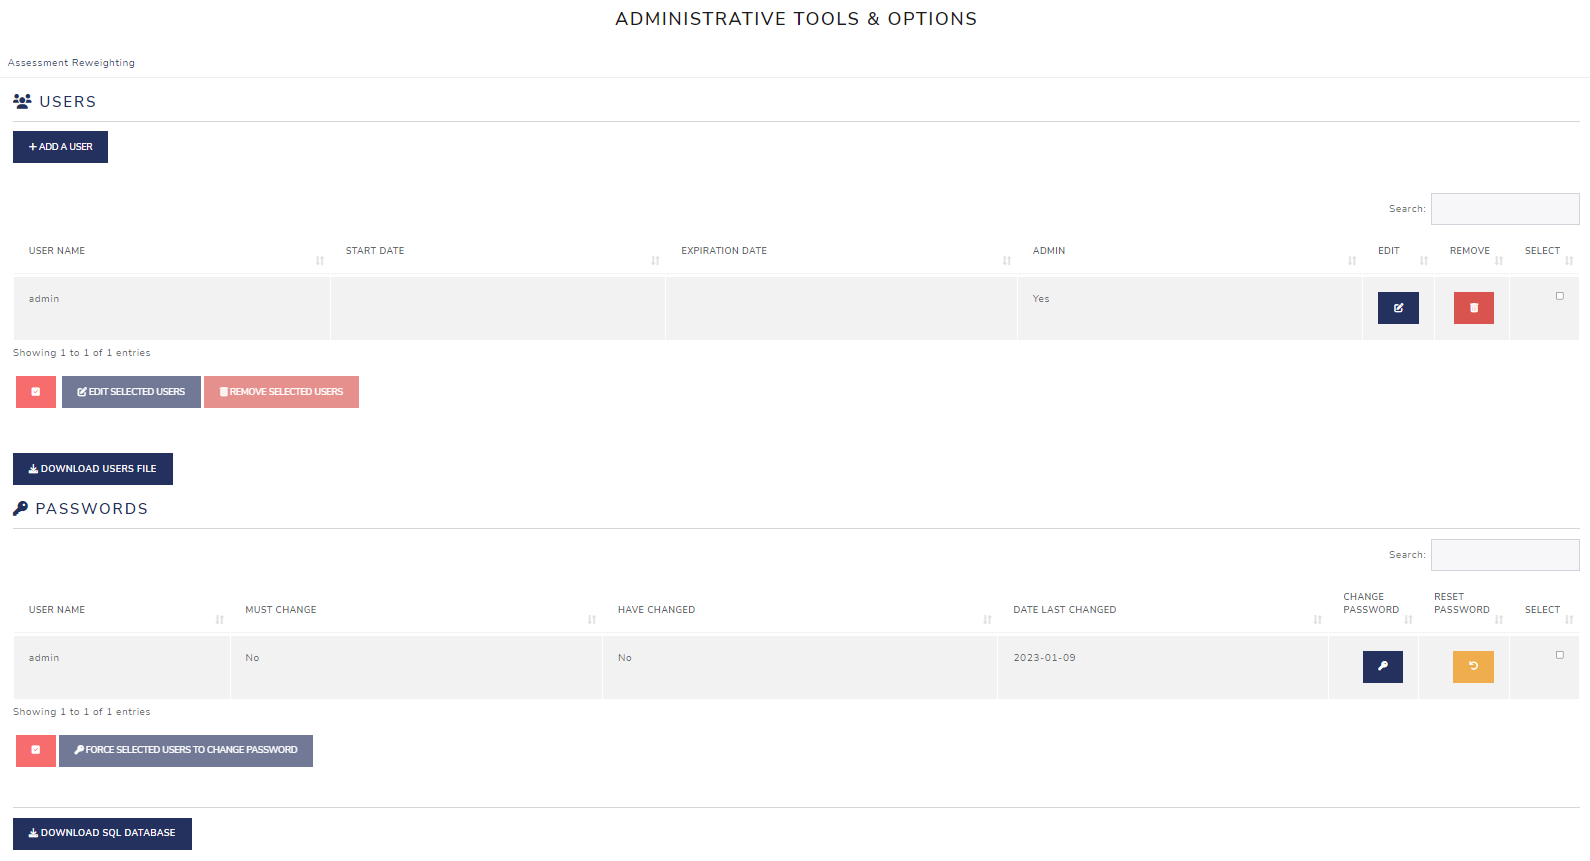 ADMINISTRATIVE TOOLS & OPTIONS
Assessment Reweighting
USERS
ADD A USER
Search:
USER NAME START DATE EXPIRATION DATE ADMIN EDIT REMOVE SELECT
admin Yes
Showing 1 to 1 of 1 entries
EDIT SELECTED USERS REMOVE SELECTED USERS
DOWNLOAD USERS FILE
PASSWORDS
Search:
USER NAME MUST CHANGE HAVE CHANGED DATE LAST CHANGED CHANGE PASSWORD RESET PASSWORD SELECT
admin No No 2023-01-09
Showing 1 to 1 of 1 entries
FORCE SELECTED USERS TO CHANGE PASSWORD
DOWNLOAD SQL DATABASE